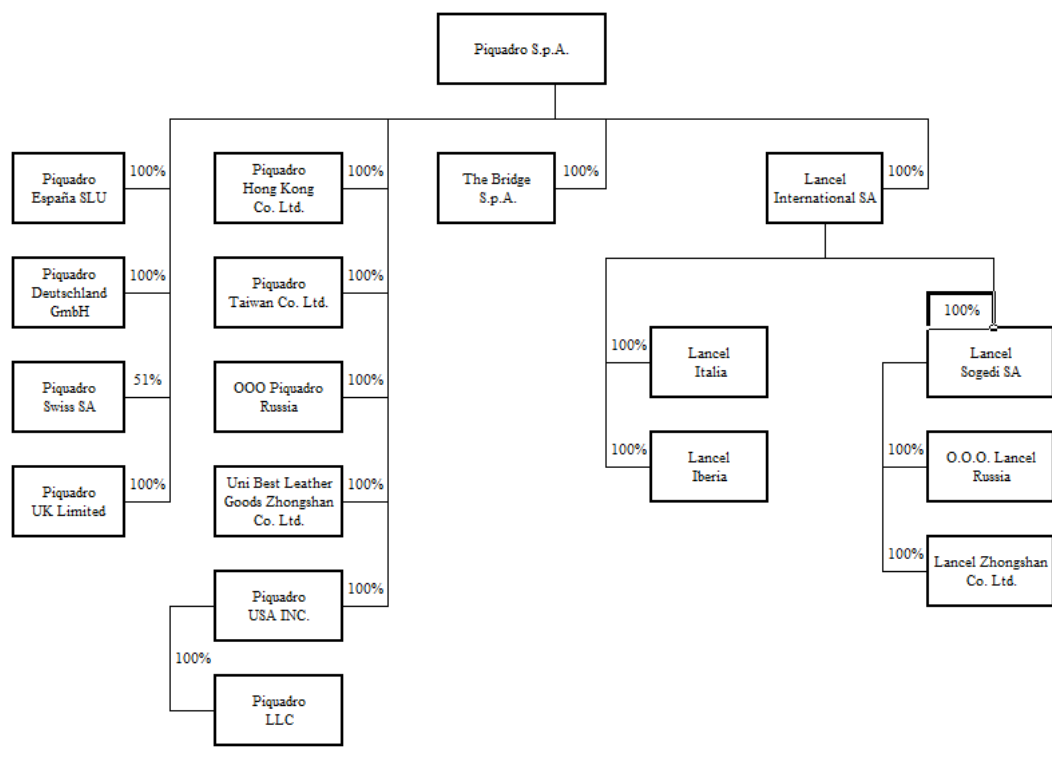 Piquadro S.p.A.
100%
Piquadro
España SLU
100%
Piquadro
Hong Kong
Co. Ltd.
100%
The Bridge
S.p.A.
100%
Lancel
International SA
100%
Piquadro
Deutschland
GmbH
100%
Piquadro
Taiwan Co. Ltd.
100%
100%
Lancel
Italia
Lancel
Sogedi SA
51%
Piquadro
Swiss SA
100%
OOO Piquadro
Russia
100%
Lancel
Iberia
100%
O.O.O. Lancel
Russia
100%
Piquadro
UK Limited
100%
Uni Best Leather
Goods Zhongshan
Co. Ltd.
100%
Lancel Zhongshan
Co. Ltd.
100%
Piquadro
USA INC.
100%
Piquadro
LLC